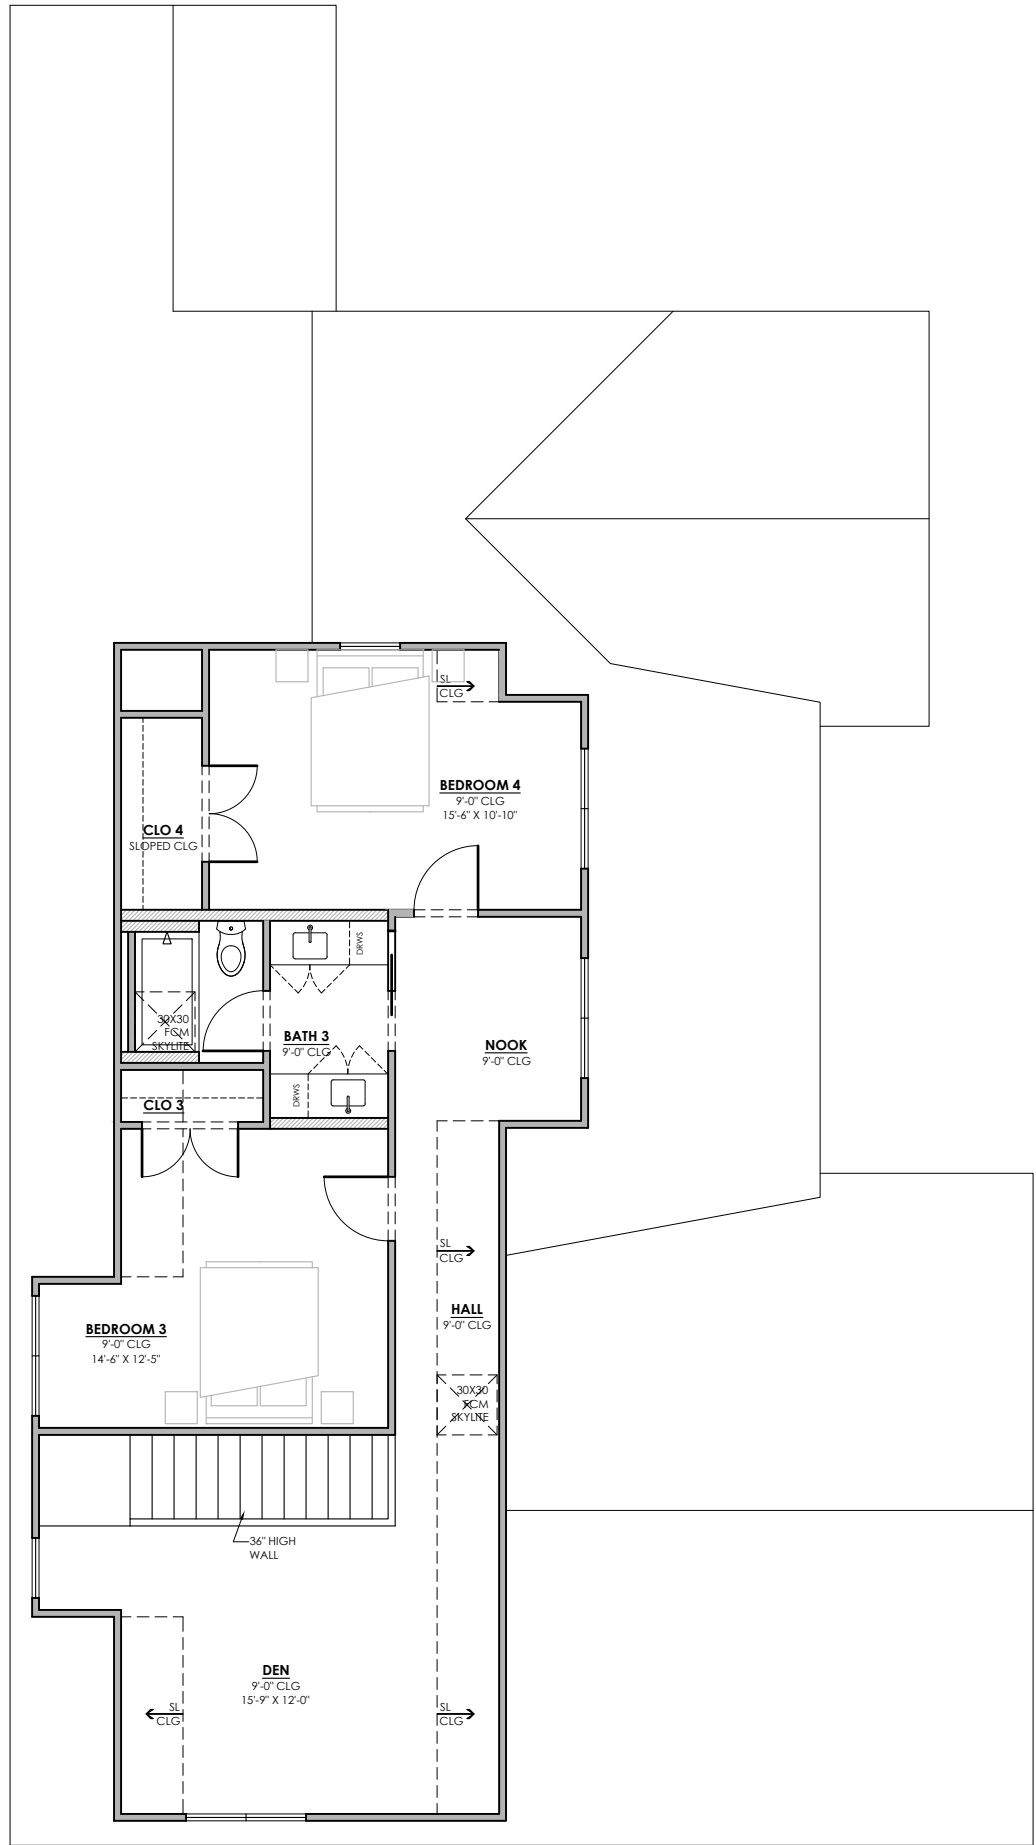 SL
CLG
BEDROOM 4
9'-0" CLG
15'-6" X 10'-10"
CLO 4
SLOPED CLG
DRWS
30X30
FCM
SKYLITE
BATH 3
9'-0" CLG
NOOK
9'-0" CLG
DRWS
CLO 3
SL
CLG
HALL
9'-0" CLG
BEDROOM 3
9'-0" CLG
14'-6" X 12'-5"
30X30
FCM
SKYLITE
36" HIGH
WALL
DEN
9'-0" CLG
15'-9" X 12'-0"
SL
CLG
SL
CLG